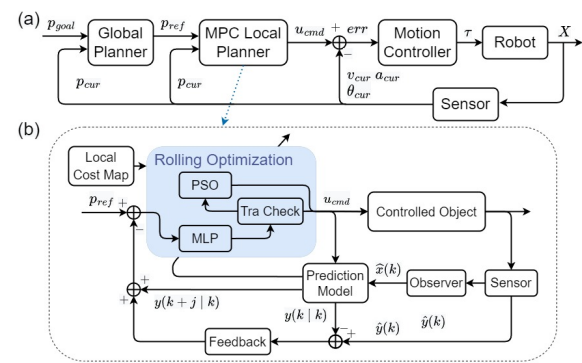 (a)
p_goal
Global
Planner
p_ref
MPC Local
Planner
u_cmd
+
err
−
Motion
Controller
τ
Robot
X
p_cur
p_cur
v_cur a_cur
θ_cur
Sensor
(b)
Local
Cost Map
Rolling Optimization
PSO
Tra Check
MLP
p_ref
+
−
u_cmd
Controlled Object
Prediction
Model
x̂(k)
Observer
Sensor
+
+
y(k + j | k)
y(k | k)
−
+
ŷ(k)
ŷ(k)
Feedback